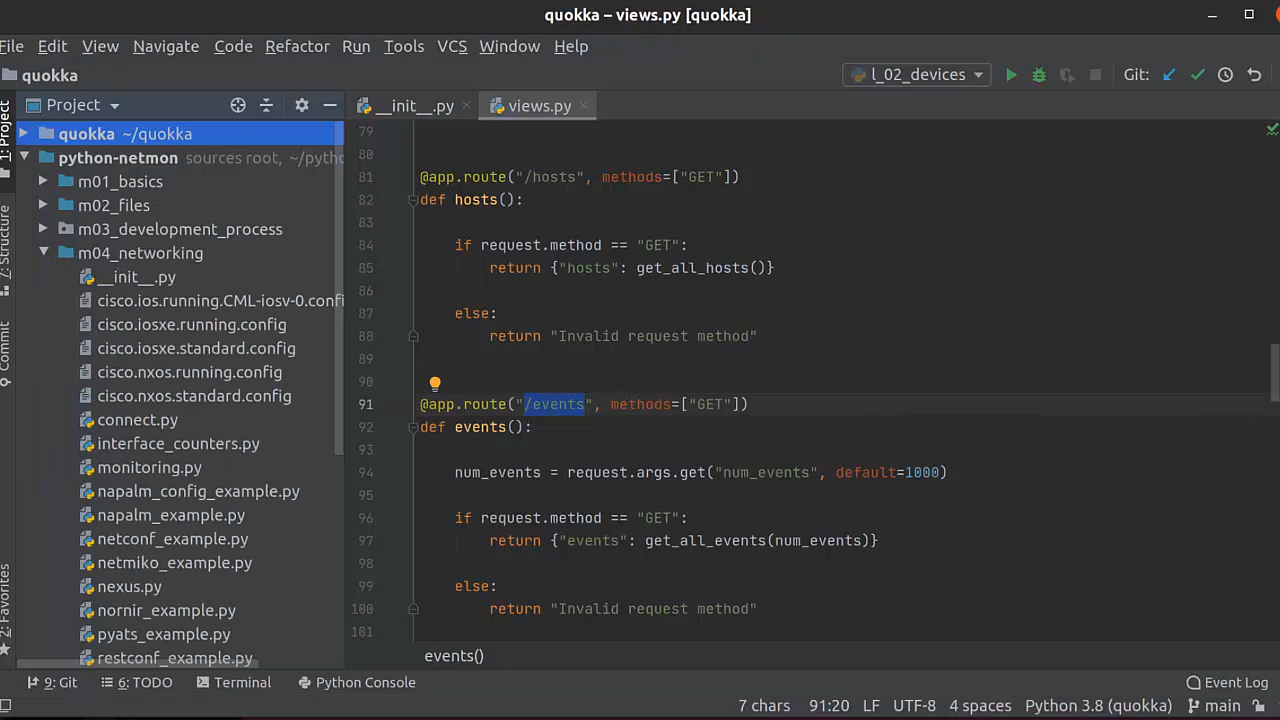 quokka – views.py [quokka]
File Edit View Navigate Code Refactor Run Tools VCS Window Help
quokka
l_02_devices
Git:
1: Project
7: Structure
Commit
2: Favorites
Project
quokka ~/quokka
python-netmon sources root, ~/pytho
m01_basics
m02_files
m03_development_process
m04_networking
__init__.py
cisco.ios.running.CML-iosv-0.confi
cisco.iosxe.running.config
cisco.iosxe.standard.config
cisco.nxos.running.config
cisco.nxos.standard.config
connect.py
interface_counters.py
monitoring.py
napalm_config_example.py
napalm_example.py
netconf_example.py
netmiko_example.py
nexus.py
nornir_example.py
pyats_example.py
restconf_example.py
__init__.py views.py
79
80
81 @app.route("/hosts", methods=["GET"])
82 def hosts():
83
84 if request.method == "GET":
85 return {"hosts": get_all_hosts()}
86
87 else:
88 return "Invalid request method"
89
90
91 @app.route("/events", methods=["GET"])
92 def events():
93
94 num_events = request.args.get("num_events", default=1000)
95
96 if request.method == "GET":
97 return {"events": get_all_events(num_events)}
98
99 else:
100 return "Invalid request method"
101
events()
9: Git 6: TODO Terminal Python Console Event Log
7 chars 91:20 LF UTF-8 4 spaces Python 3.8 (quokka) main